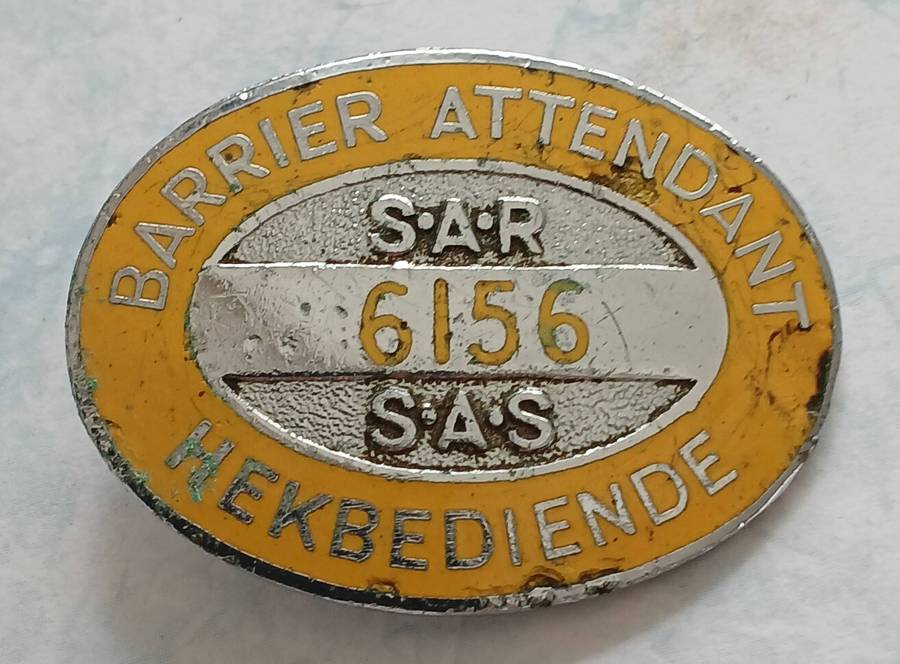 BARRIER ATTENDANT
S·A·R
6156
S·A·S
HEKBEDIENDE